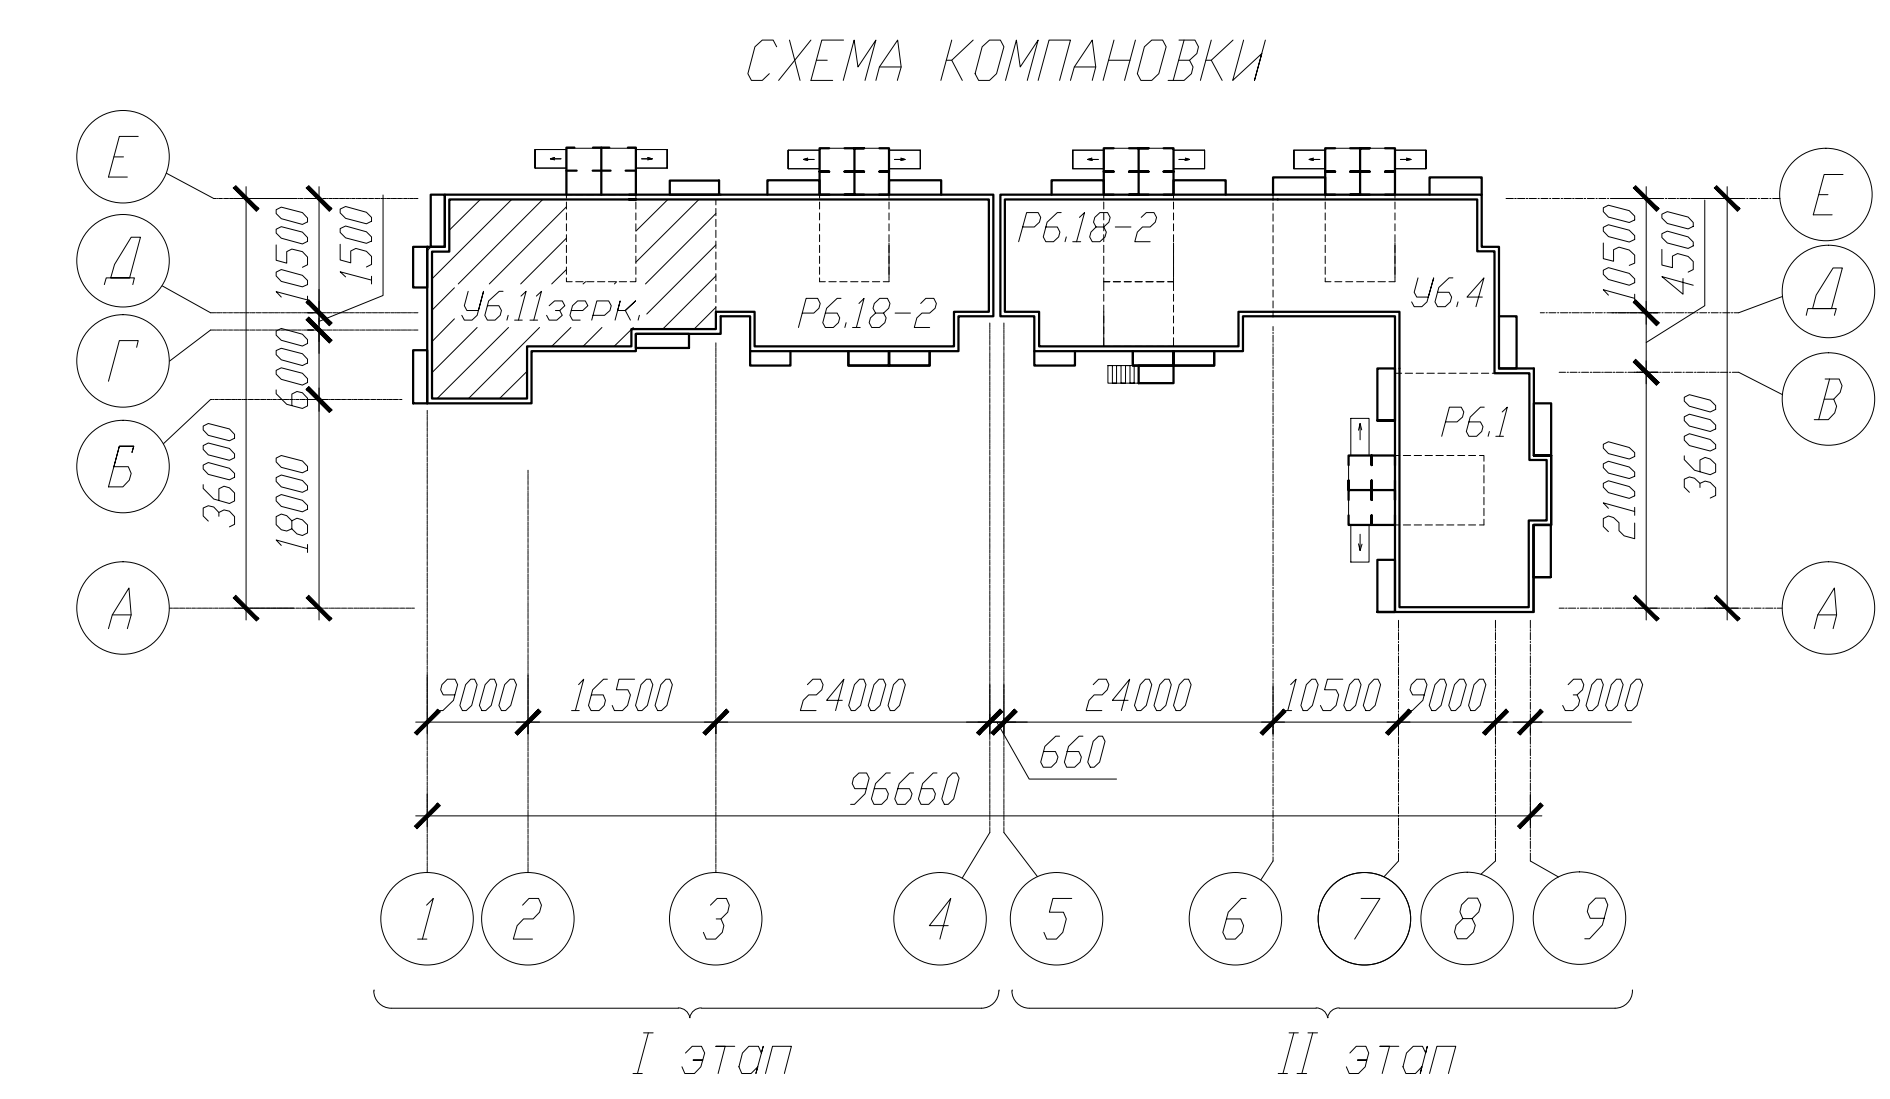 СХЕМА КОМПАНОВКИ
Е
Д
Г
Б
А
36000
10500
1500
6000
18000
У6.11зерк.
Р6.18-2
Р6.18-2
У6.4
Р6.1
10500
4500
21000
36000
Е
Д
В
А
9000 16500 24000 24000 10500 9000 3000
660
96660
1 2 3 4 5 6 7 8 9
I этап
II этап